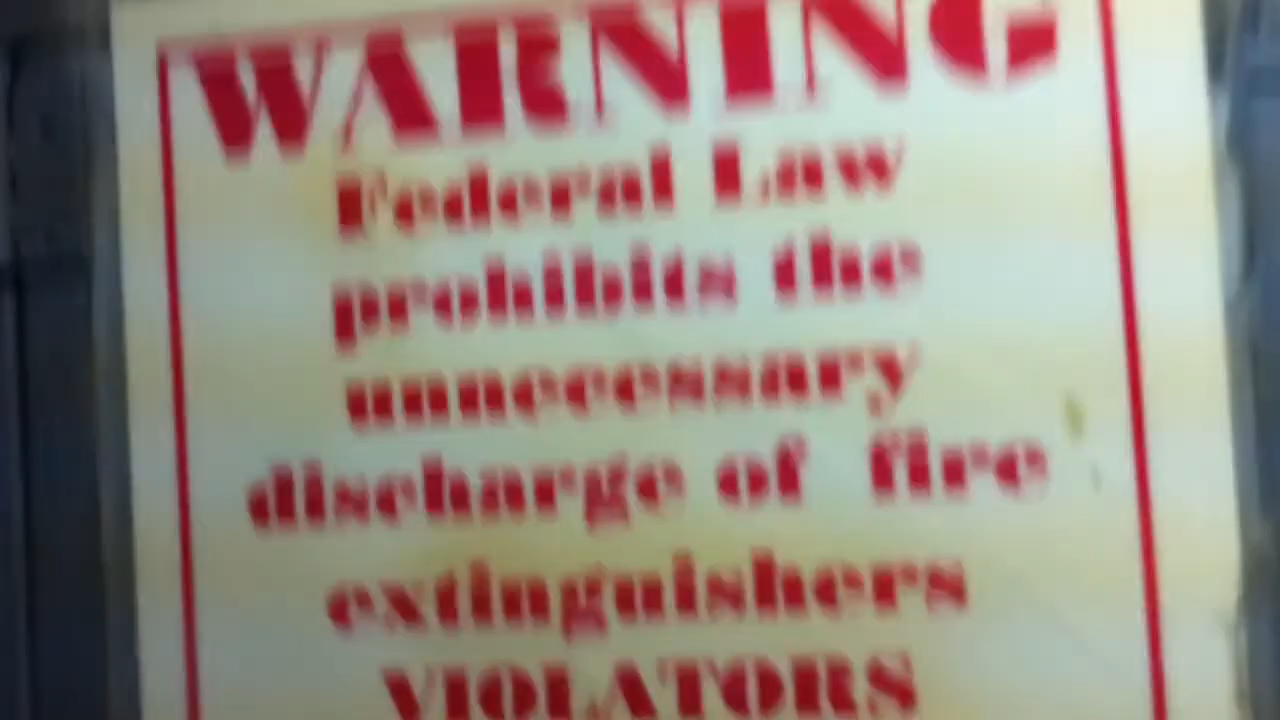 WARNING
Federal Law
prohibits the
unnecessary
discharge of fire
extinguishers
VIOLATORS